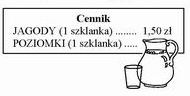 Cennik
JAGODY (1 szklanka) ........ 1,50 zł
POZIOMKI (1 szklanka) .....